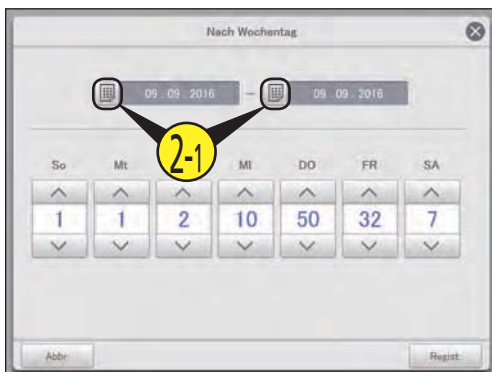 Nach Wochentag
09 . 09 . 2016 – 09 . 09 . 2016
2-1
So Mt MI DO FR SA
1 1 2 10 50 32 7
Abbr Regist